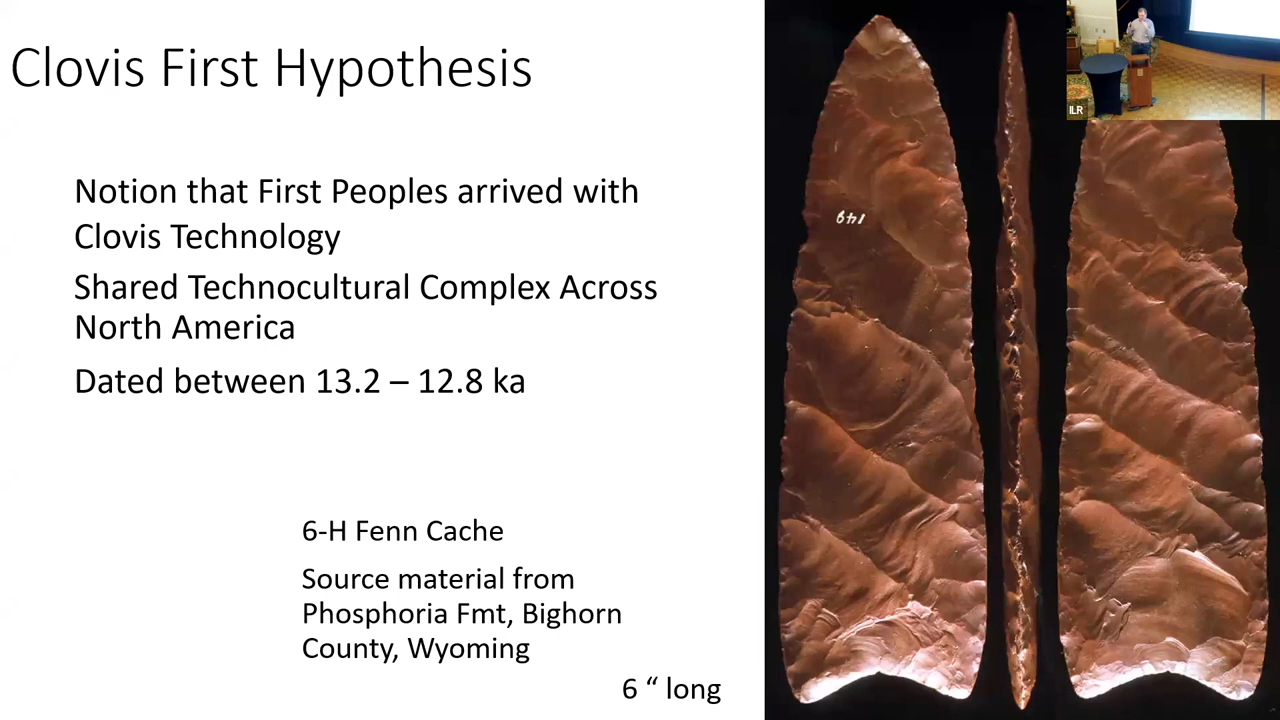 Clovis First Hypothesis
Notion that First Peoples arrived with
Clovis Technology
Shared Technocultural Complex Across
North America
Dated between 13.2 – 12.8 ka
6-H Fenn Cache
Source material from
Phosphoria Fmt, Bighorn
County, Wyoming
6 “ long
149
ILR